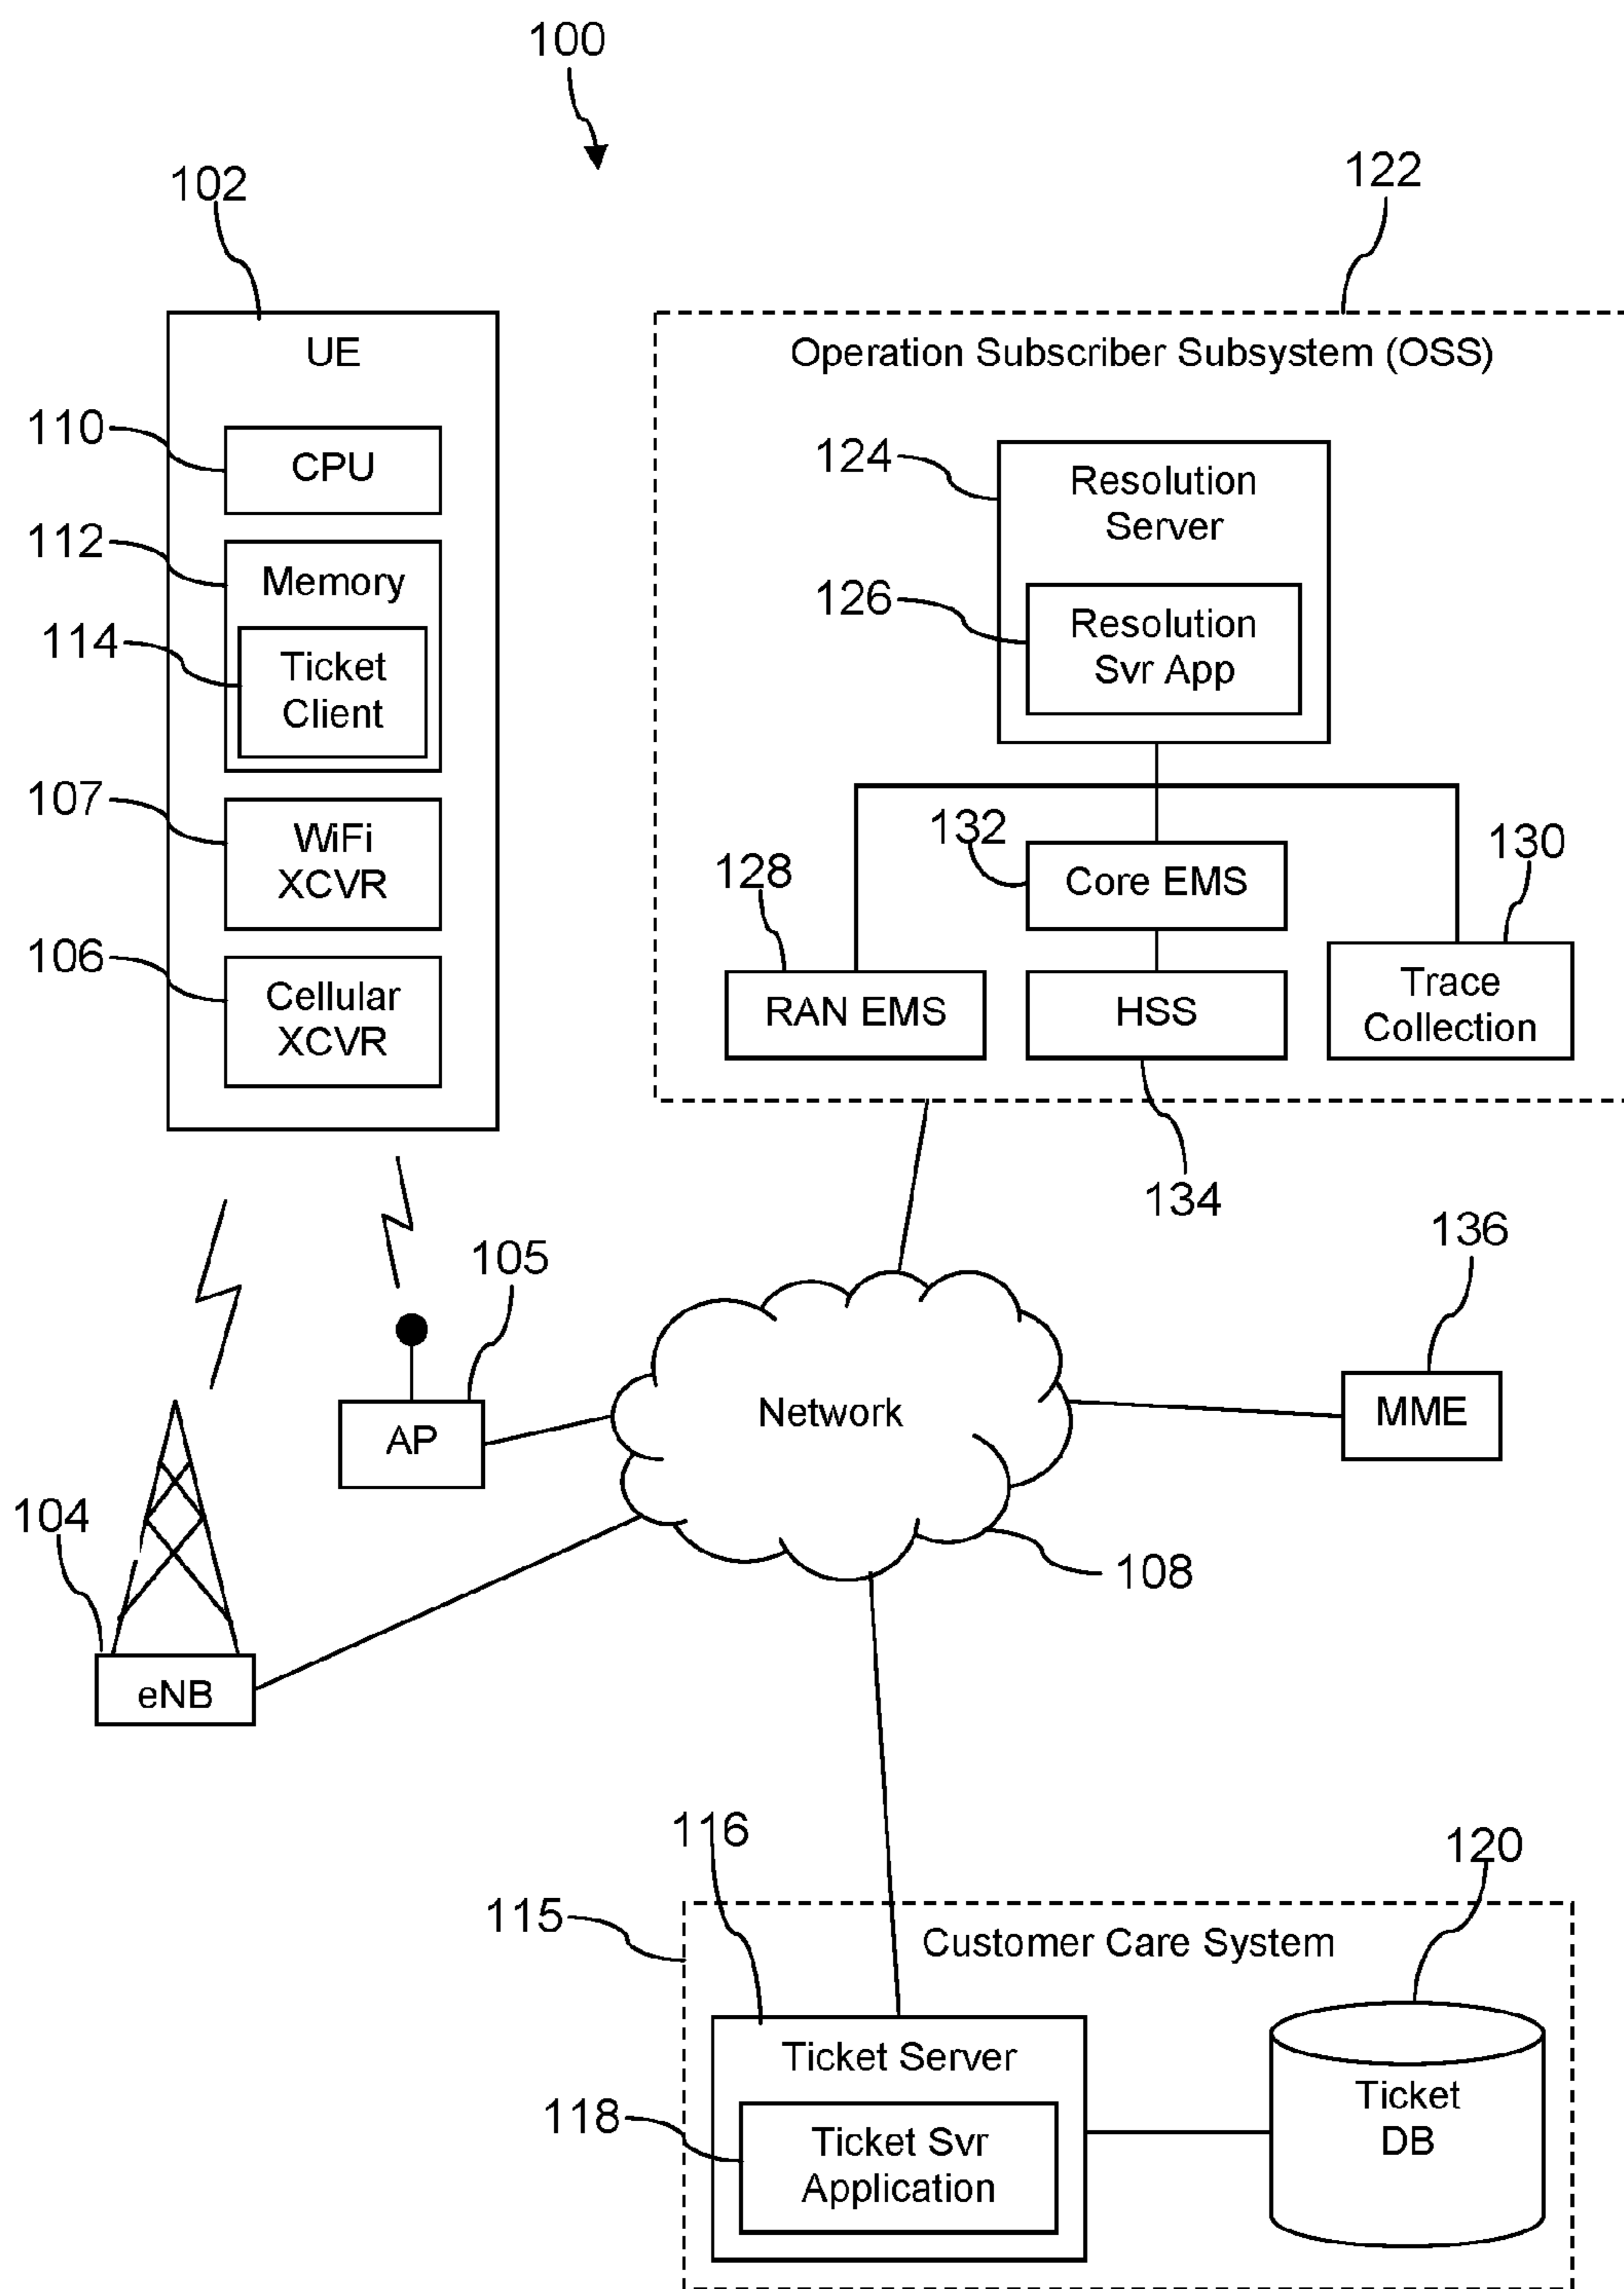 100
102
122
UE
Operation Subscriber Subsystem (OSS)
110
CPU
124
Resolution
Server
112
Memory
126
Resolution
Svr App
114
Ticket
Client
107
WiFi
XCVR
132
Core EMS
130
128
106
Cellular
XCVR
RAN EMS
HSS
Trace
Collection
134
136
105
Network
MME
AP
104
108
eNB
116
120
115
Customer Care System
Ticket Server
118
Ticket Svr
Application
Ticket
DB